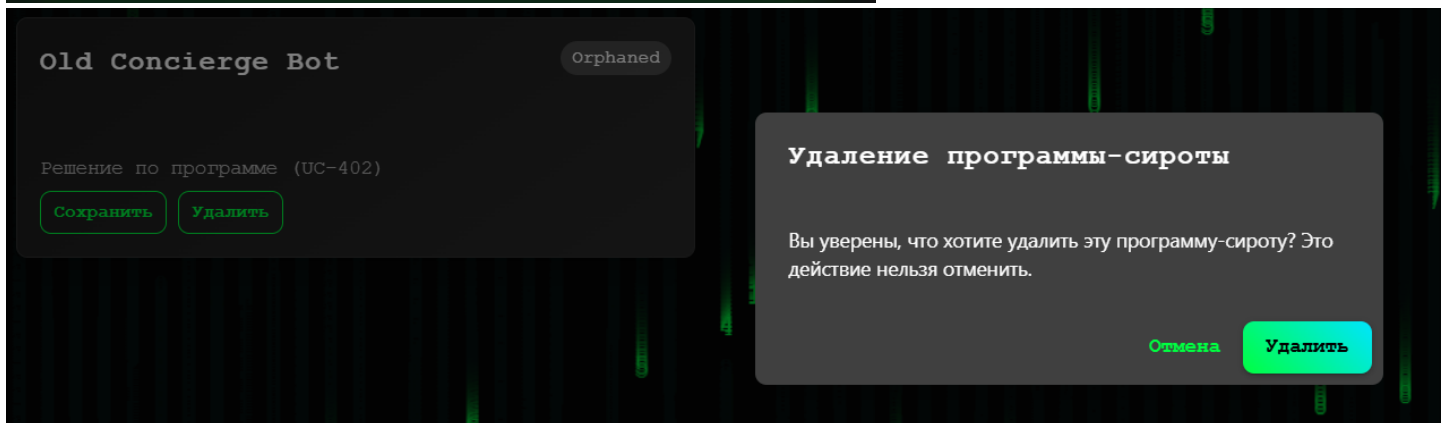 Old Concierge Bot
Orphaned
Решение по программе (UC-402)
Сохранить
Удалить
Удаление программы-сироты
Вы уверены, что хотите удалить эту программу-сироту? Это
действие нельзя отменить.
Отмена
Удалить